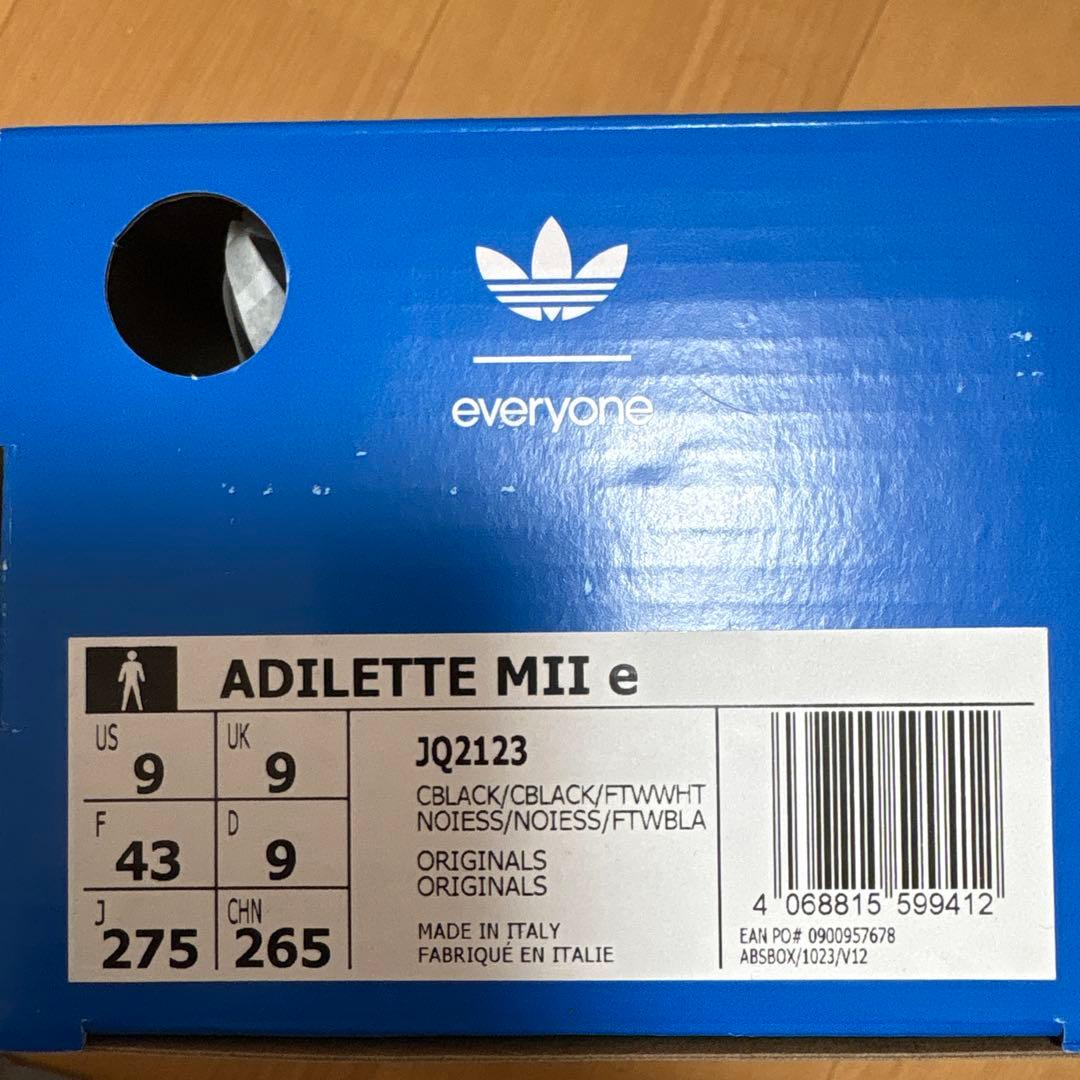 everyone
ADILETTE MII e
US
9
UK
9
F
43
D
9
J
275
CHN
265
JQ2123
CBLACK/CBLACK/FTWWHT
NOIESS/NOIESS/FTWBLA
ORIGINALS
ORIGINALS
MADE IN ITALY
FABRIQUÉ EN ITALIE
4 068815 599412
EAN PO# 0900957678
ABSBOX/1023/V12